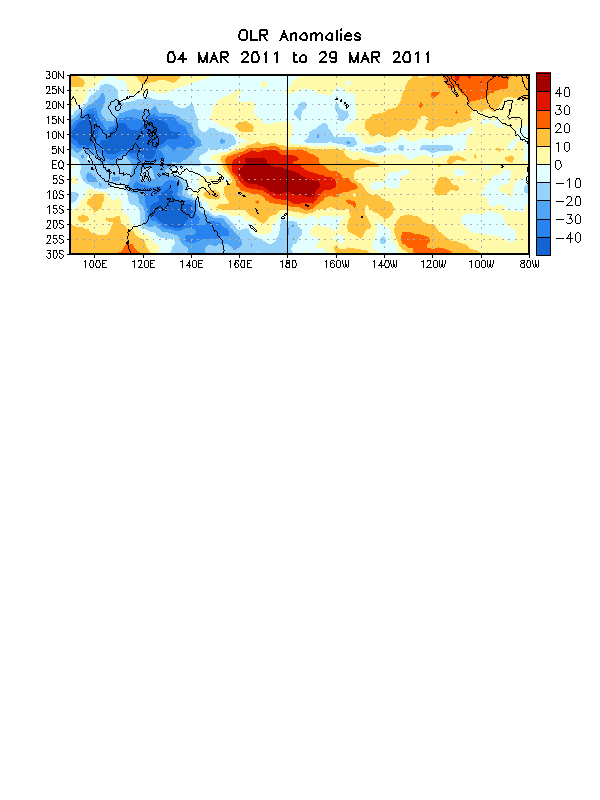 OLR Anomalies
04 MAR 2011 to 29 MAR 2011
30N
25N
20N
15N
10N
5N
EQ
5S
10S
15S
20S
25S
30S
100E 120E 140E 160E 180 160W 140W 120W 100W 80W
40
30
20
10
0
−10
−20
−30
−40